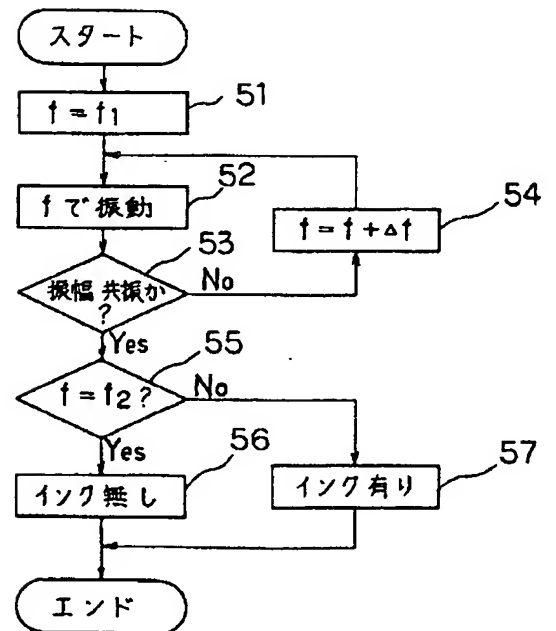 スタート
f = f1
51
fで振動
52
f = f + Δf
54
振幅共振か
?
53
No
Yes
f = f2 ?
55
No
Yes
インク無し
56
インク有り
57
エンド